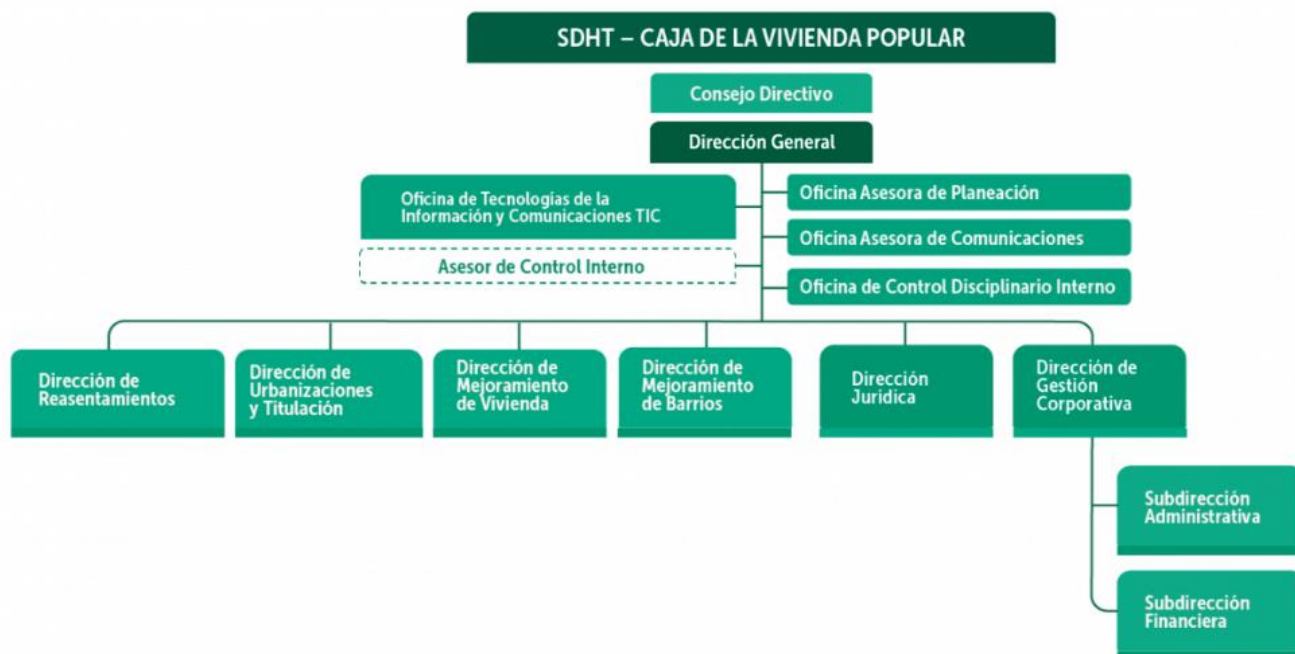 SDHT – CAJA DE LA VIVIENDA POPULAR
Consejo Directivo
Dirección General
Oficina de Tecnologías de la
Información y Comunicaciones TIC
Asesor de Control Interno
Oficina Asesora de Planeación
Oficina Asesora de Comunicaciones
Oficina de Control Disciplinario Interno
Dirección de
Reasentamientos
Dirección de
Urbanizaciones
y Titulación
Dirección de
Mejoramiento
de Vivienda
Dirección de
Mejoramiento
de Barrios
Dirección
Juridica
Dirección de
Gestión
Corporativa
Subdirección
Administrativa
Subdirección
Financiera